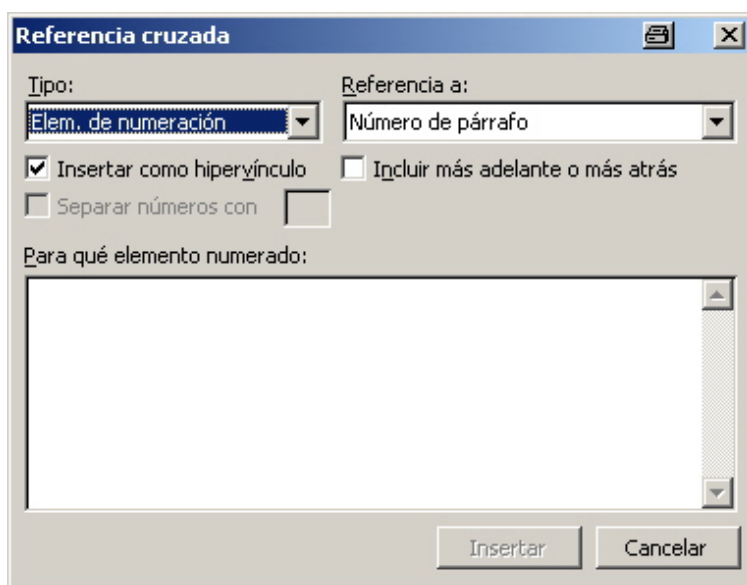 Referencia cruzada
Tipo: Referencia a:
Elem. de numeración Número de párrafo
Insertar como hipervínculo Incluir más adelante o más atrás
Separar números con
Para qué elemento numerado:
Insertar Cancelar